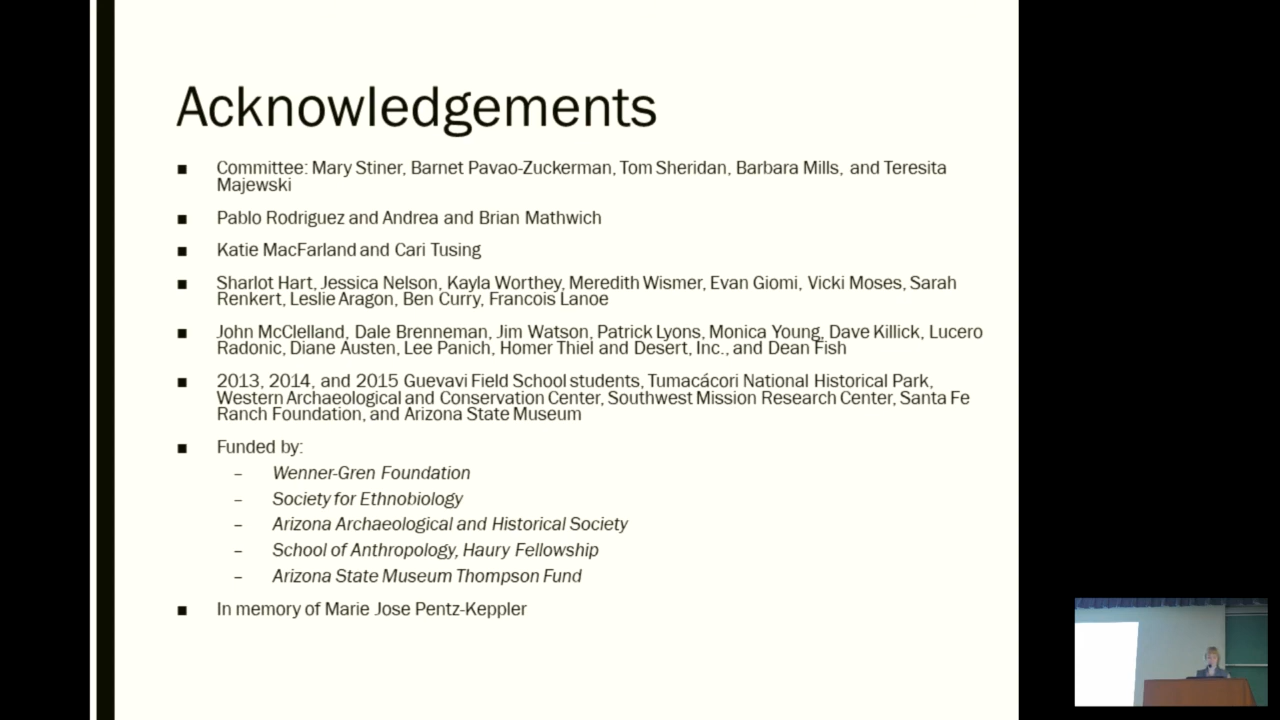 Acknowledgements
■ Committee: Mary Stiner, Barnet Pavao-Zuckerman, Tom Sheridan, Barbara Mills, and Teresita
Majewski
■ Pablo Rodriguez and Andrea and Brian Mathwich
■ Katie MacFarland and Cari Tusing
■ Sharlot Hart, Jessica Nelson, Kayla Worthey, Meredith Wismer, Evan Giomi, Vicki Moses, Sarah
Renkert, Leslie Aragon, Ben Curry, Francois Lanoe
■ John McClelland, Dale Brenneman, Jim Watson, Patrick Lyons, Monica Young, Dave Killick, Lucero
Radonic, Diane Austen, Lee Panich, Homer Thiel and Desert, Inc., and Dean Fish
■ 2013, 2014, and 2015 Guevavi Field School students, Tumacácori National Historical Park,
Western Archaeological and Conservation Center, Southwest Mission Research Center, Santa Fe
Ranch Foundation, and Arizona State Museum
■ Funded by:
– Wenner-Gren Foundation
– Society for Ethnobiology
– Arizona Archaeological and Historical Society
– School of Anthropology, Haury Fellowship
– Arizona State Museum Thompson Fund
■ In memory of Marie Jose Pentz-Keppler